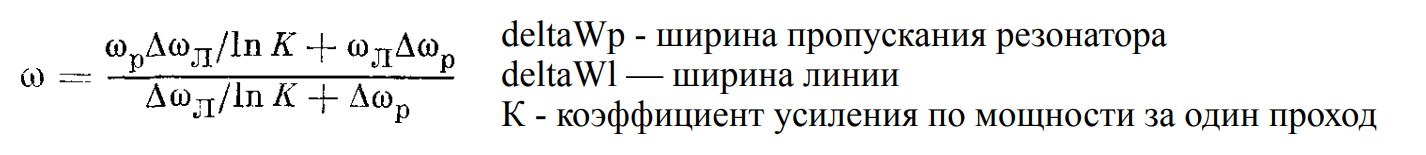 ω = (ω_р Δω_Л/ln K + ω_Л Δω_р) / (Δω_Л/ln K + Δω_р)
deltaWp - ширина пропускания резонатора
deltaWl — ширина линии
К - коэффициент усиления по мощности за один проход